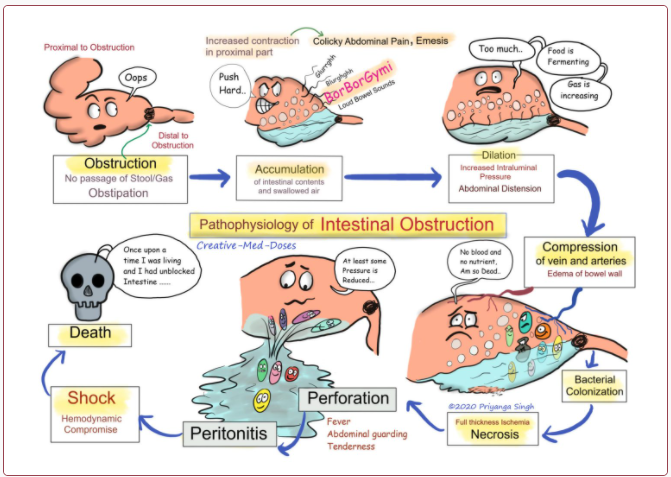 Proximal to Obstruction
Oops
Distal to
Obstruction
Obstruction
No passage of Stool/Gas
Obstipation
Increased contraction
in proximal part
Colicky Abdominal Pain, Emesis
Push
Hard..
Glurrghh
Blurghghh
BorBorGymi
Loud Bowel Sounds
Accumulation
of intestinal contents
and swallowed air
Too much..
Food is
Fermenting
Gas is
increasing
Dilation
Increased Intraluminal
Pressure
Abdominal Distension
Pathophysiology of Intestinal Obstruction
Creative-Med-Doses
Compression
of vein and arteries
Edema of bowel wall
No blood and
no nutrient,
Am so Dead..
Bacterial
Colonization
©2020 Priyanga Singh
Full thickness Ischemia
Necrosis
At least some
Pressure is
Reduced...
Perforation
Fever
Abdominal guarding
Tenderness
Peritonitis
Shock
Hemodynamic
Compromise
Death
Once upon a
time I was living
and I had unblocked
Intestine ......